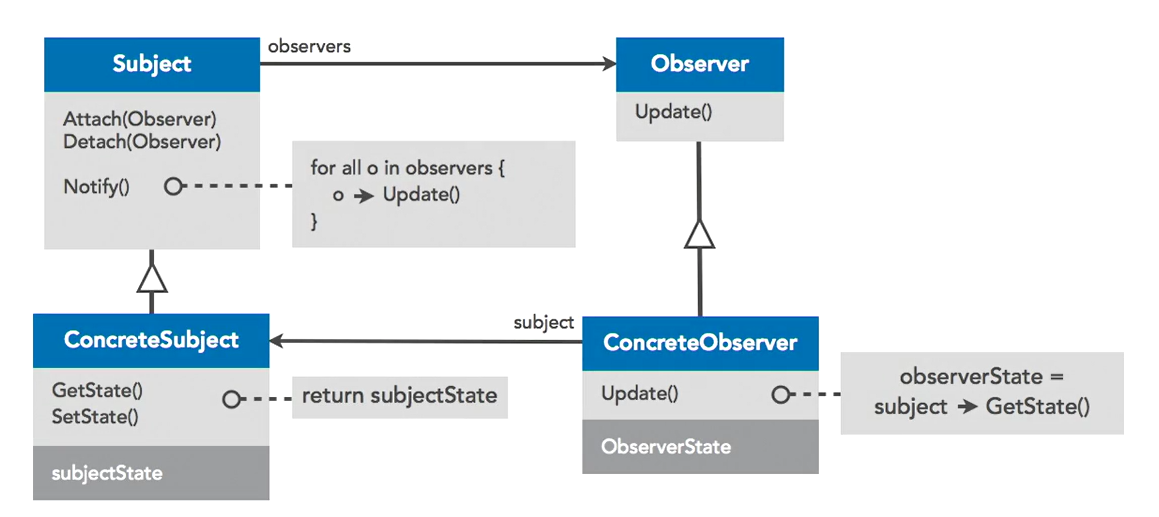 observers
Subject
Observer
Attach(Observer)
Detach(Observer)
Notify()
Update()
for all o in observers {
o ➔ Update()
}
subject
ConcreteSubject
ConcreteObserver
GetState()
SetState()
return subjectState
subjectState
Update()
ObserverState
observerState =
subject ➔ GetState()